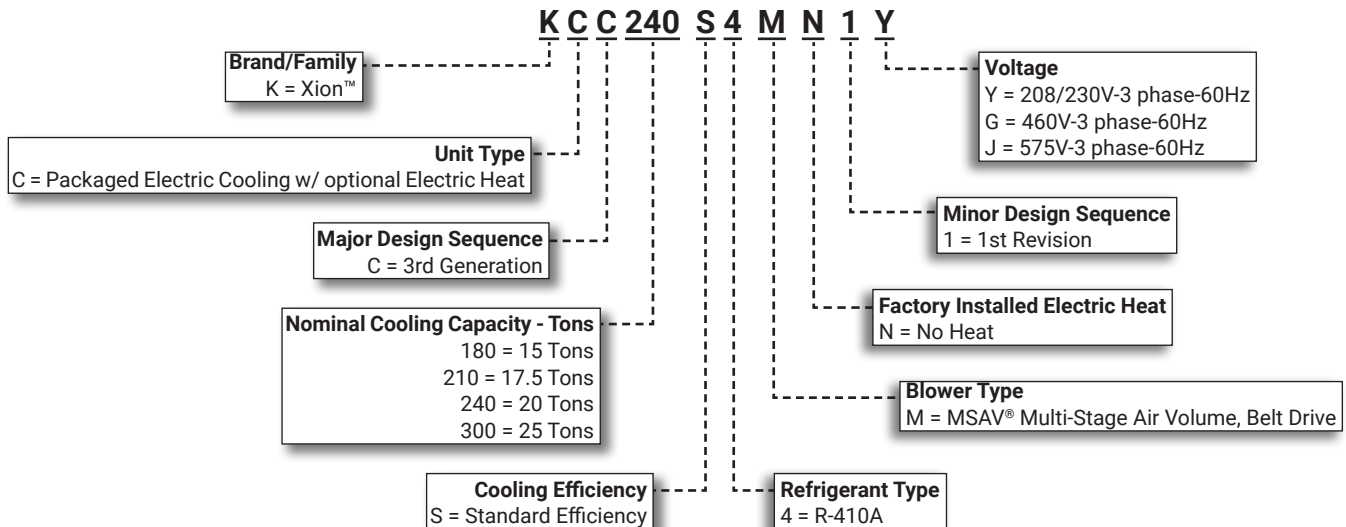 K C C 240 S 4 M N 1 Y
Brand/Family
K = Xion™
Unit Type
C = Packaged Electric Cooling w/ optional Electric Heat
Major Design Sequence
C = 3rd Generation
Nominal Cooling Capacity - Tons
180 = 15 Tons
210 = 17.5 Tons
240 = 20 Tons
300 = 25 Tons
Cooling Efficiency
S = Standard Efficiency
Voltage
Y = 208/230V-3 phase-60Hz
G = 460V-3 phase-60Hz
J = 575V-3 phase-60Hz
Minor Design Sequence
1 = 1st Revision
Factory Installed Electric Heat
N = No Heat
Blower Type
M = MSAV® Multi-Stage Air Volume, Belt Drive
Refrigerant Type
4 = R-410A